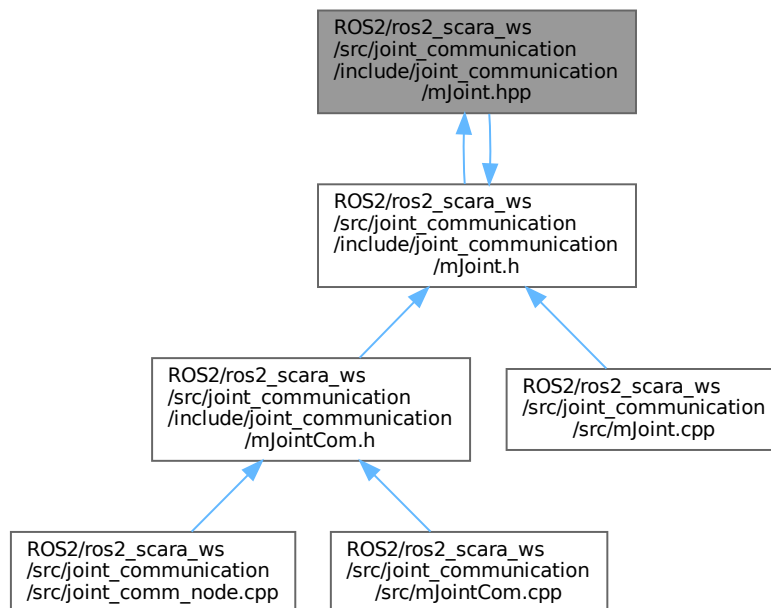 ROS2/ros2_scara_ws
/src/joint_communication
/include/joint_communication
/mJoint.hpp
ROS2/ros2_scara_ws
/src/joint_communication
/include/joint_communication
/mJoint.h
ROS2/ros2_scara_ws
/src/joint_communication
/include/joint_communication
/mJointCom.h
ROS2/ros2_scara_ws
/src/joint_communication
/src/mJoint.cpp
ROS2/ros2_scara_ws
/src/joint_communication
/src/joint_comm_node.cpp
ROS2/ros2_scara_ws
/src/joint_communication
/src/mJointCom.cpp